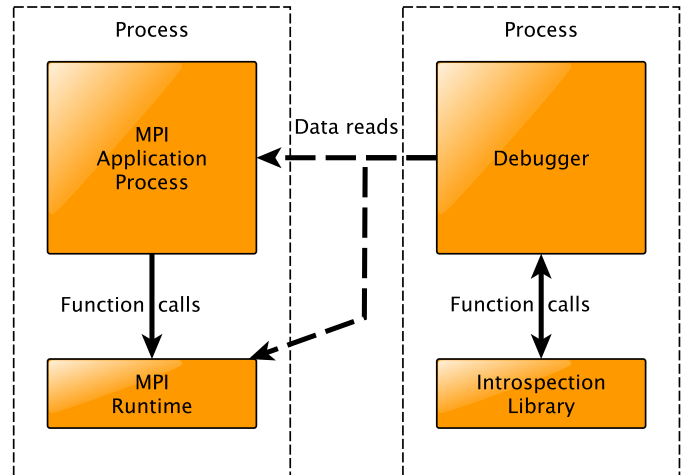 Process
Process
MPI
Application
Process
Data reads
Debugger
Function calls
Function calls
MPI
Runtime
Introspection
Library